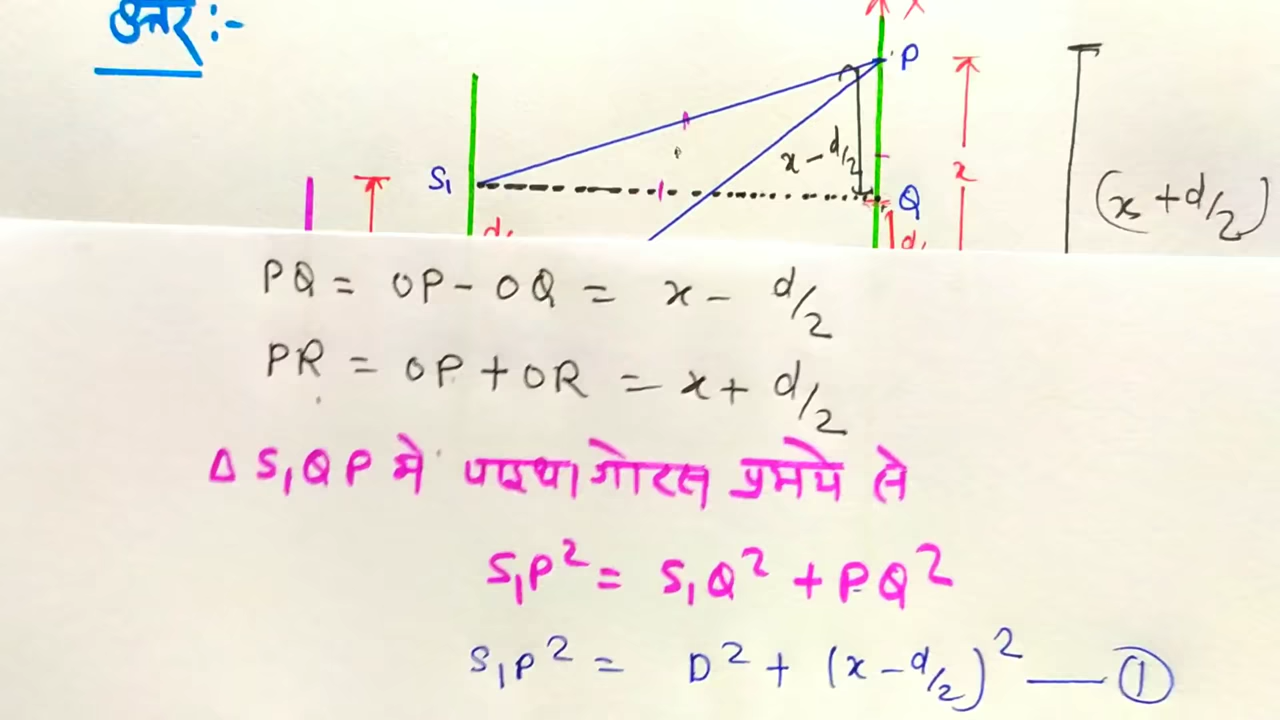 उत्तर :-
X
P
x - d/2
x
S₁
Q
(x + d/2)
d
d
PQ = OP - OQ = x - d/2
PR = OP + OR = x + d/2
Δ S₁QP मे पाइथागोरस प्रमेये से
S₁P² = S₁Q² + PQ²
S₁P² = D² + (x - d/2)² — ①